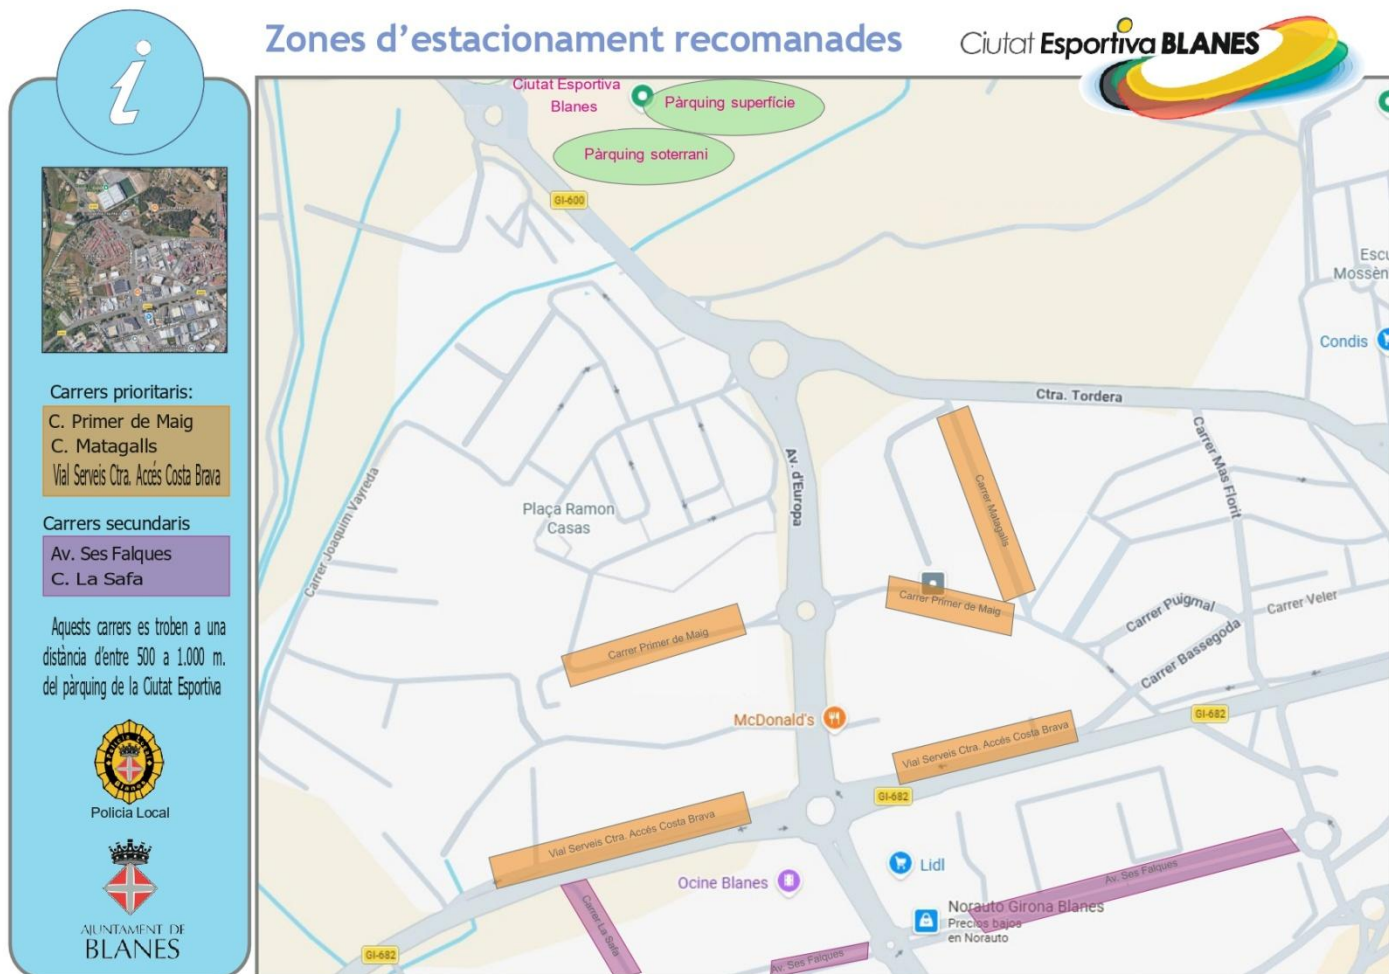 Zones d'estacionament recomanades
Ciutat Esportiva BLANES
i
Carrers prioritaris:
C. Primer de Maig
C. Matagalls
Vial Serveis Ctra. Accés Costa Brava
Carrers secundaris
Av. Ses Falques
C. La Safa
Aquests carrers es troben a una
distància d'entre 500 a 1.000 m.
del pàrquing de la Ciutat Esportiva
Policia Local
Blanes
Policia Local
AJUNTAMENT DE
BLANES
Ciutat Esportiva
Blanes
Pàrquing superfície
Pàrquing soterrani
GI-600
Escu
Mossèn
Condis
Ctra. Tordera
Av. d'Europa
Carrer Mas Florit
Carrer Matagalls
Carrer Joaquim Vayreda
Plaça Ramon
Casas
Carrer Primer de Maig
Carrer Primer de Maig
Carrer Puigmal
Carrer Veler
Carrer Bassegoda
McDonald's
GI-682
Vial Serveis Ctra. Accés Costa Brava
GI-682
Vial Serveis Ctra. Accés Costa Brava
Lidl
Ocine Blanes
Av. Ses Falques
Norauto Girona Blanes
Precios bajos
en Norauto
Carrer La Safa
GI-682
Av. Ses Falques